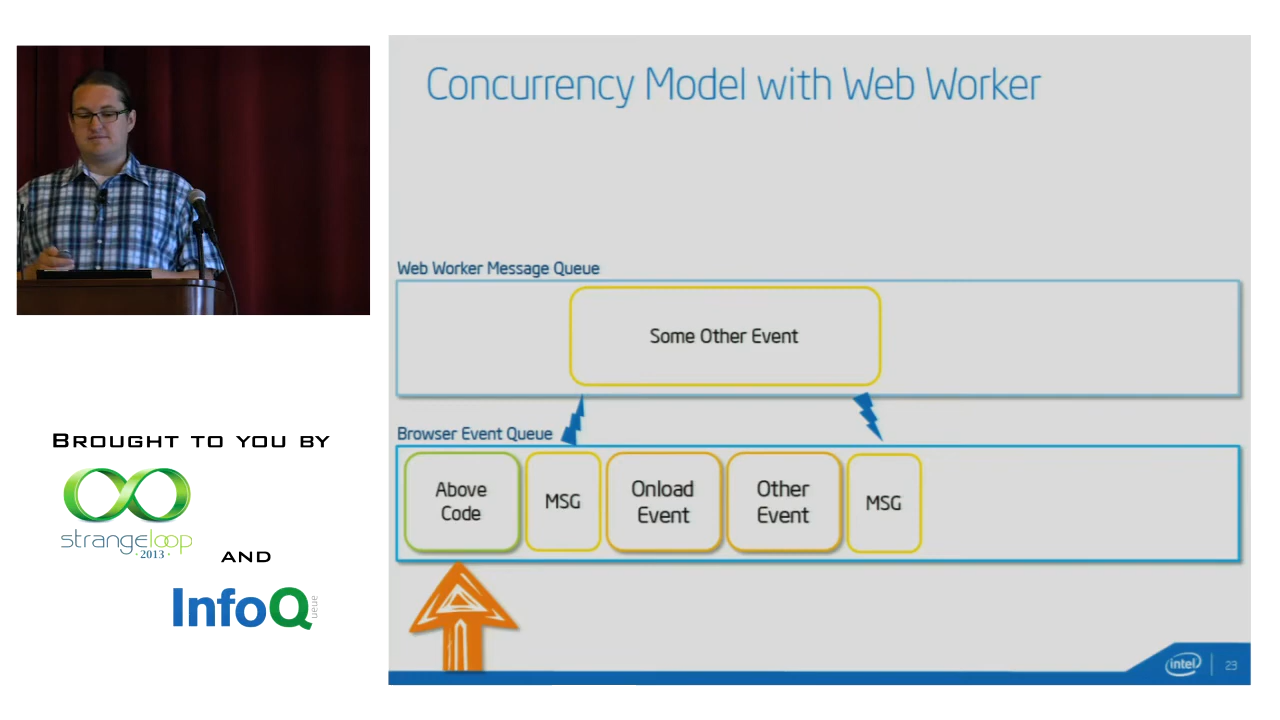 Concurrency Model with Web Worker
Web Worker Message Queue
Some Other Event
Browser Event Queue
Above
Code
MSG
Onload
Event
Other
Event
MSG
intel
23
BROUGHT TO YOU BY
strangeloop
· 2013 ·
AND
InfoQ
ueue